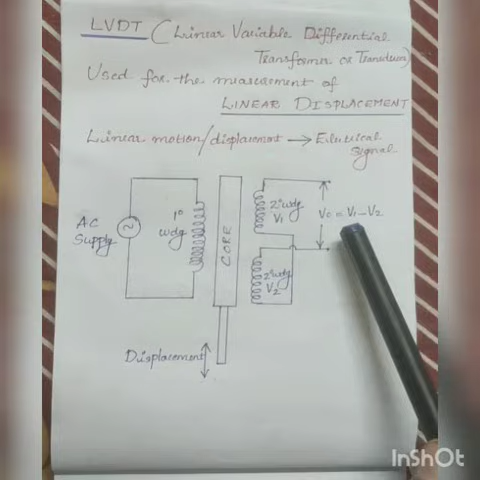 LVDT (Linear Variable Differential
Transformer or Transducer)
Used for the measurement of
LINEAR DISPLACEMENT
Linear motion/displacement → Electrical
Signal
AC
Supply
~
1° wdg
CORE
2° wdg
V1
V0 = V1 - V2
2° wdg
V2
Displacement
InShOt